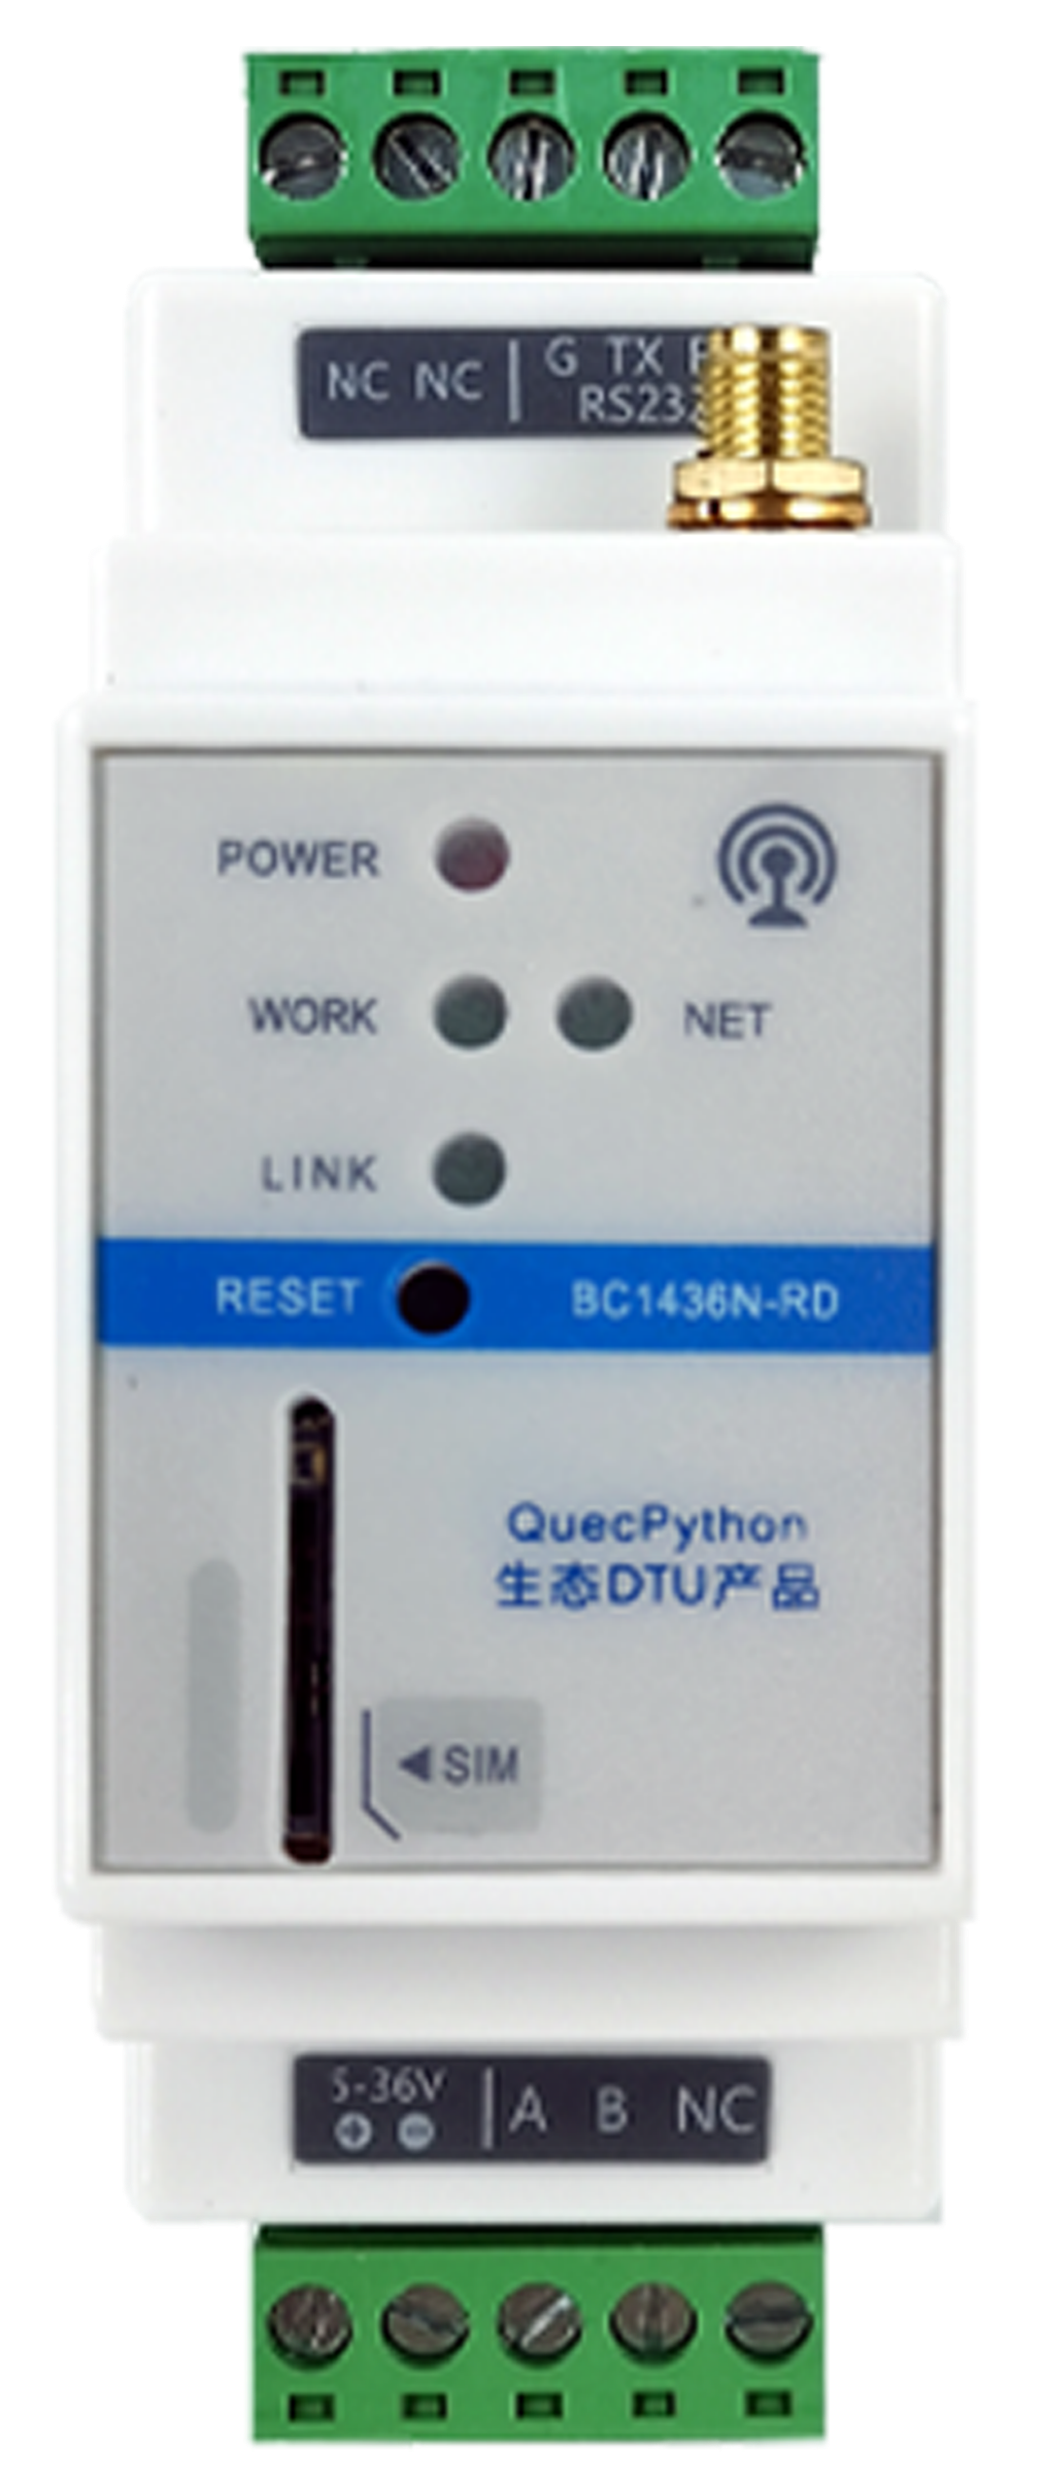 NC NC G TX
RS232
POWER
WORK NET
LINK
RESET BC1436N-RD
QuecPython
生态DTU产品
SIM
5-36V
A B NC